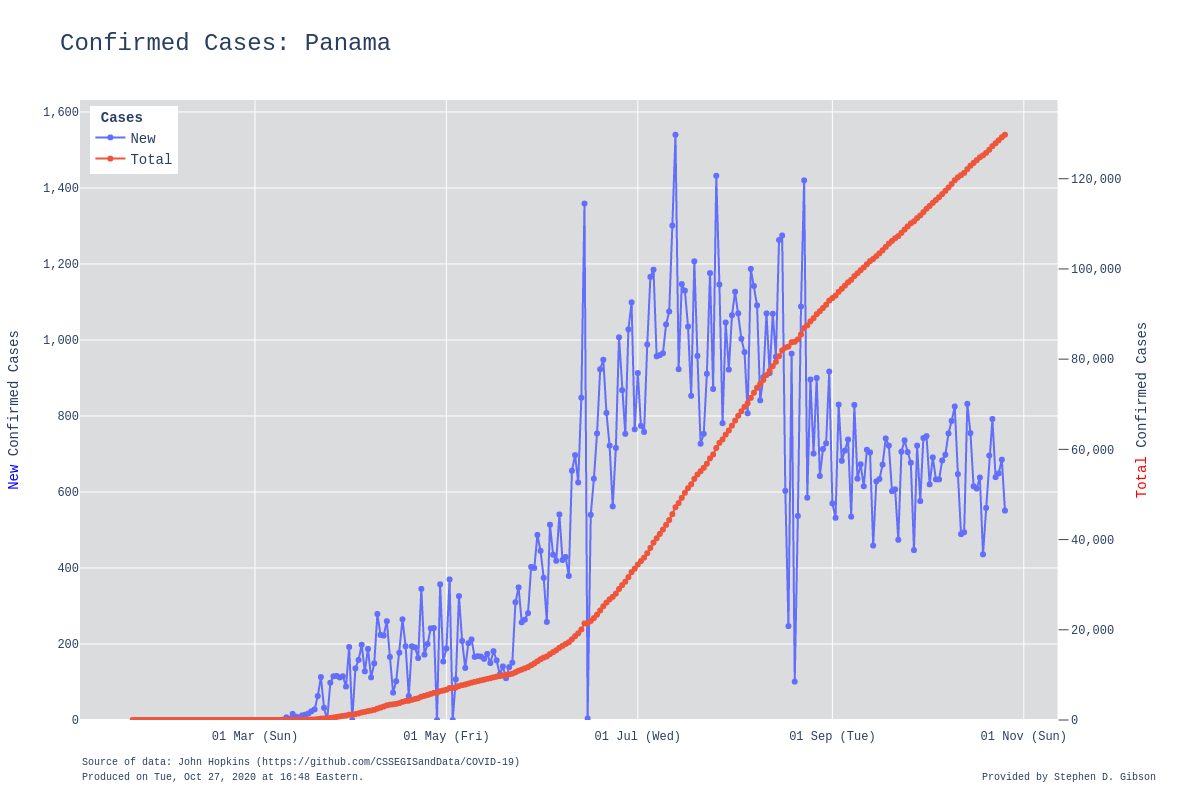 Confirmed Cases: Panama
Cases
New
Total
1,600
1,400
1,200
1,000
800
600
400
200
0
120,000
100,000
80,000
60,000
40,000
20,000
0
New Confirmed Cases
Total Confirmed Cases
01 Mar (Sun)
01 May (Fri)
01 Jul (Wed)
01 Sep (Tue)
01 Nov (Sun)
Source of data: John Hopkins (https://github.com/CSSEGISandData/COVID-19)
Produced on Tue, Oct 27, 2020 at 16:48 Eastern.
Provided by Stephen D. Gibson